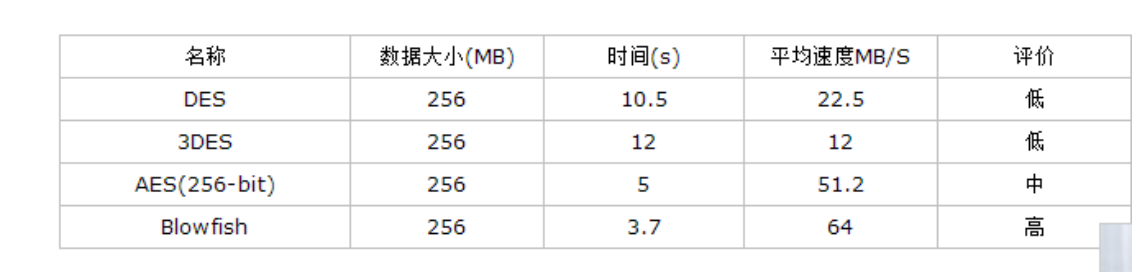 名称 数据大小(MB) 时间(s) 平均速度MB/S 评价
DES 256 10.5 22.5 低
3DES 256 12 12 低
AES(256-bit) 256 5 51.2 中
Blowfish 256 3.7 64 高